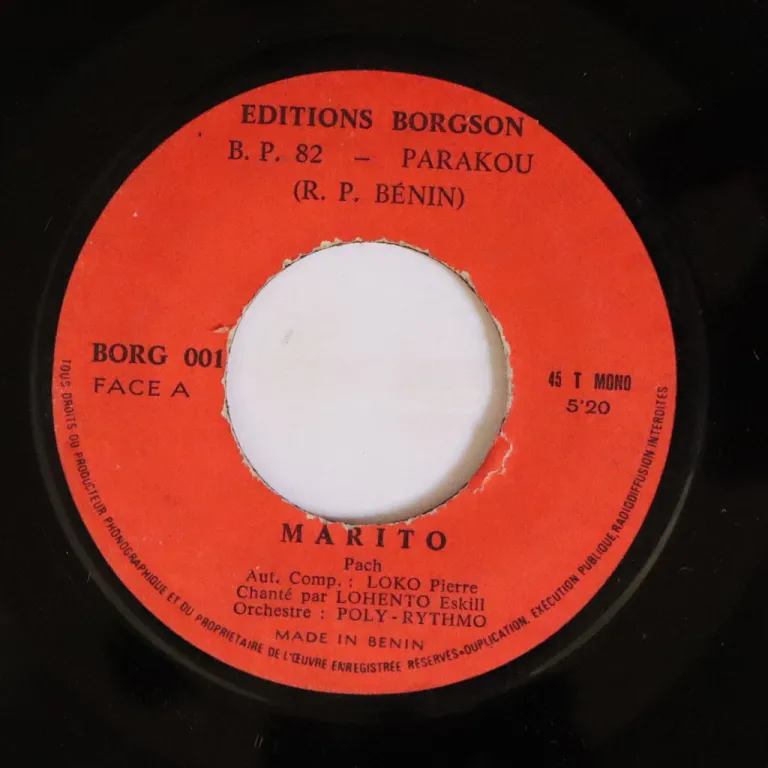 EDITIONS BORGSON
B. P. 82 – PARAKOU
(R. P. BÉNIN)
BORG 001
FACE A
45 T MONO
5'20
MARITO
Pach
Aut. Comp. : LOKO Pierre
Chanté par LOHENTO Eskill
Orchestre : POLY-RYTHMO
MADE IN BENIN
TOUS DROITS DU PRODUCTEUR PHONOGRAPHIQUE ET DU PROPRIETAIRE DE L'ŒUVRE ENREGISTRÉE RÉSERVÉS•DUPLICATION, EXÉCUTION PUBLIQUE, RADIODIFFUSION INTERDITES